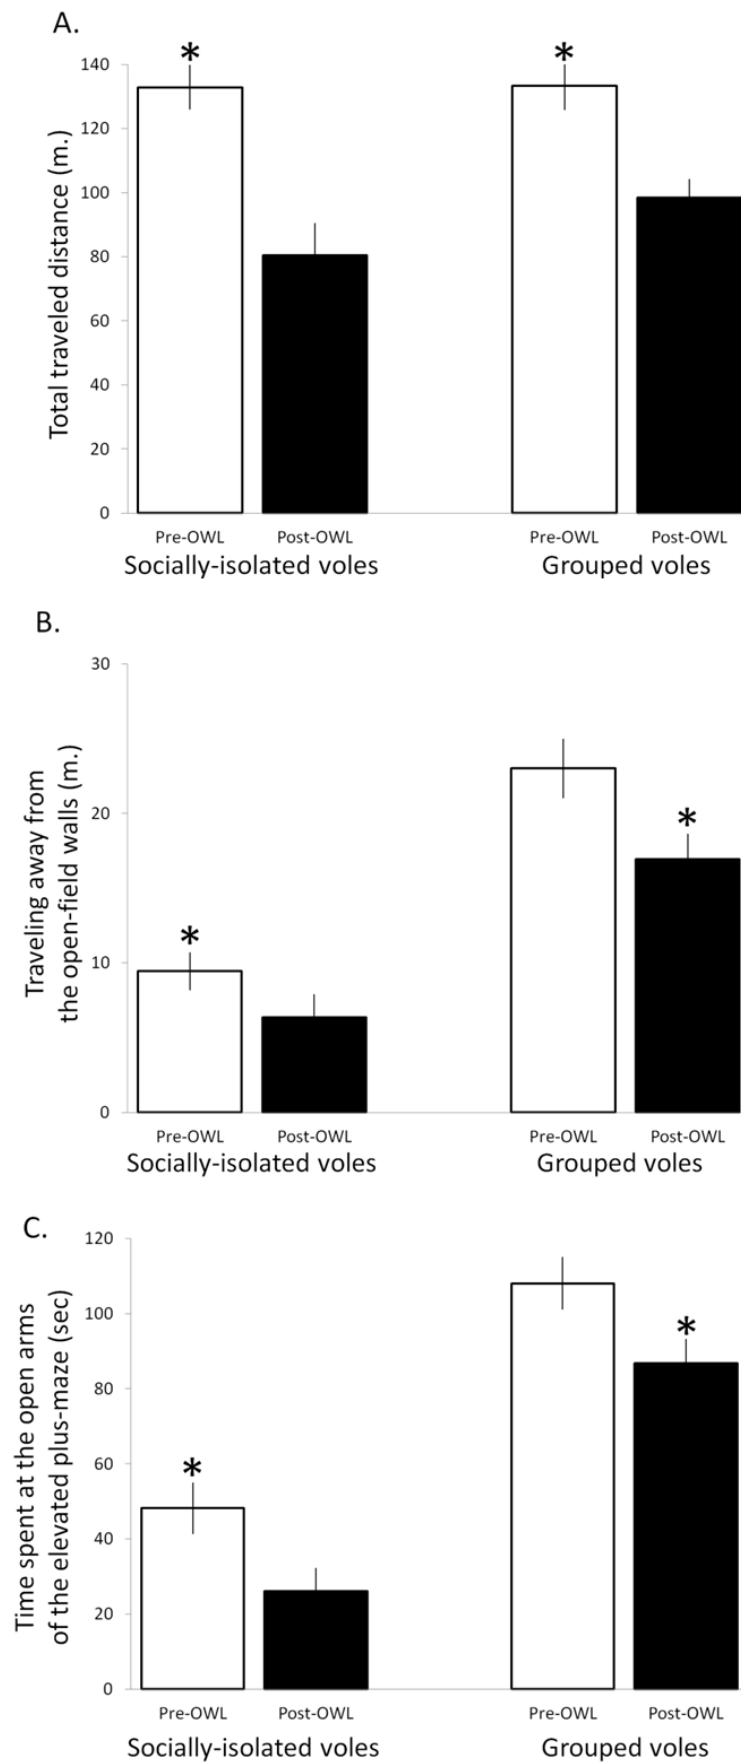 A.
*
*
Total traveled distance (m.)
140
120
100
80
60
40
20
0
Pre-OWL Post-OWL Pre-OWL Post-OWL
Socially-isolated voles Grouped voles
B.
Traveling away from
the open-field walls (m.)
30
20
10
0
*
*
Pre-OWL Post-OWL Pre-OWL Post-OWL
Socially-isolated voles Grouped voles
C.
Time spent at the open arms
of the elevated plus-maze (sec)
120
100
80
60
40
20
0
*
*
Pre-OWL Post-OWL Pre-OWL Post-OWL
Socially-isolated voles Grouped voles